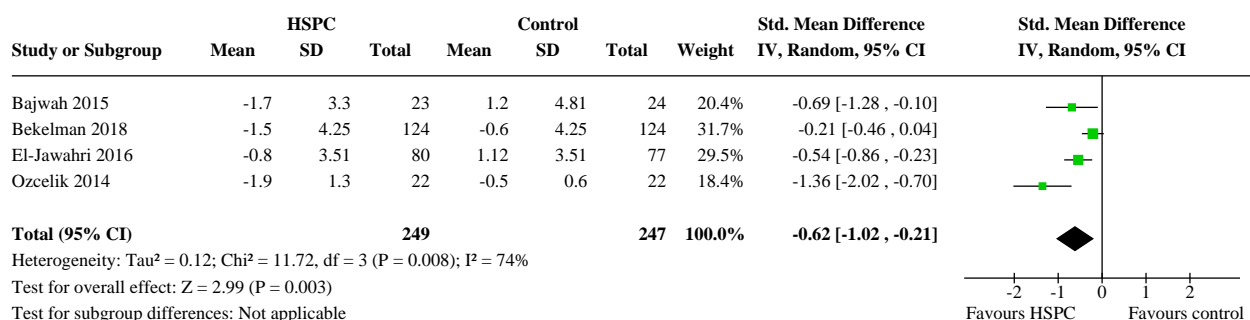 HSPC Control Std. Mean Difference Std. Mean Difference
Study or Subgroup Mean SD Total Mean SD Total Weight IV, Random, 95% CI IV, Random, 95% CI
Bajwah 2015 -1.7 3.3 23 1.2 4.81 24 20.4% -0.69 [-1.28 , -0.10]
Bekelman 2018 -1.5 4.25 124 -0.6 4.25 124 31.7% -0.21 [-0.46 , 0.04]
El-Jawahri 2016 -0.8 3.51 80 1.12 3.51 77 29.5% -0.54 [-0.86 , -0.23]
Ozcelik 2014 -1.9 1.3 22 -0.5 0.6 22 18.4% -1.36 [-2.02 , -0.70]
Total (95% CI) 249 247 100.0% -0.62 [-1.02 , -0.21]
Heterogeneity: Tau² = 0.12; Chi² = 11.72, df = 3 (P = 0.008); I² = 74%
Test for overall effect: Z = 2.99 (P = 0.003) -2 -1 0 1 2
Test for subgroup differences: Not applicable Favours HSPC Favours control